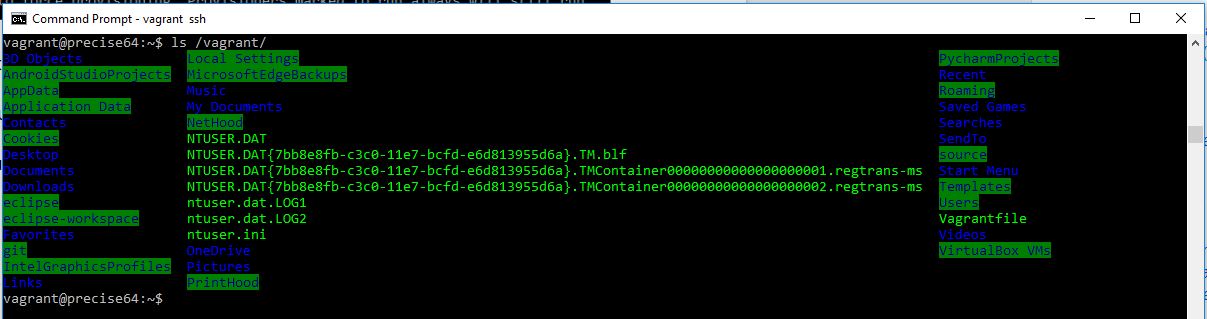 Command Prompt - vagrant ssh
vagrant@precise64:~$ ls /vagrant/
3D Objects Local Settings PycharmProjects
AndroidStudioProjects MicrosoftEdgeBackups Recent
AppData Music Roaming
Application Data My Documents Saved Games
Contacts NetHood Searches
Cookies NTUSER.DAT SendTo
Desktop NTUSER.DAT{7bb8e8fb-c3c0-11e7-bcfd-e6d813955d6a}.TM.blf source
Documents NTUSER.DAT{7bb8e8fb-c3c0-11e7-bcfd-e6d813955d6a}.TMContainer00000000000000000001.regtrans-ms Start Menu
Downloads NTUSER.DAT{7bb8e8fb-c3c0-11e7-bcfd-e6d813955d6a}.TMContainer00000000000000000002.regtrans-ms Templates
eclipse ntuser.dat.LOG1 Users
eclipse-workspace ntuser.dat.LOG2 Vagrantfile
Favorites ntuser.ini Videos
git OneDrive VirtualBox VMs
IntelGraphicsProfiles Pictures
Links PrintHood
vagrant@precise64:~$